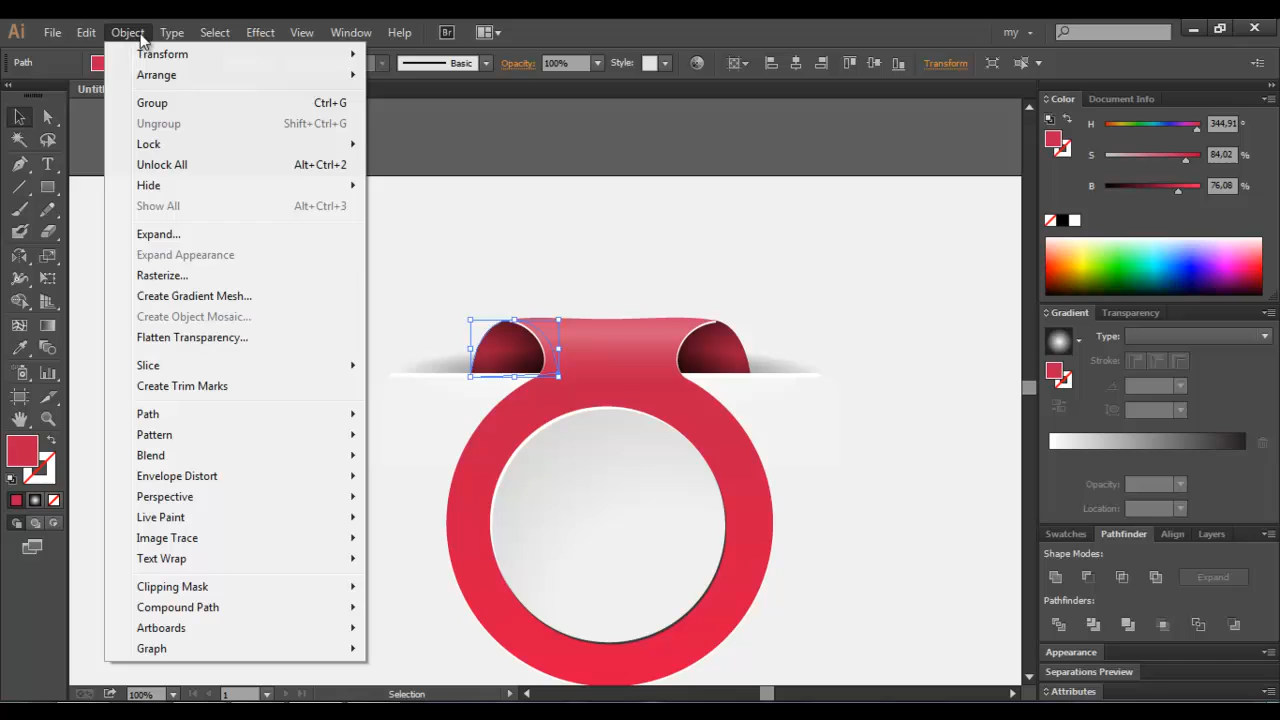 Ai File Edit Object Type Select Effect View Window Help Br my
Path Basic Opacity: 100% Style: Transform
Untitl
Transform
Arrange
Group Ctrl+G
Ungroup Shift+Ctrl+G
Lock
Unlock All Alt+Ctrl+2
Hide
Show All Alt+Ctrl+3
Expand...
Expand Appearance
Rasterize...
Create Gradient Mesh...
Create Object Mosaic...
Flatten Transparency...
Slice
Create Trim Marks
Path
Pattern
Blend
Envelope Distort
Perspective
Live Paint
Image Trace
Text Wrap
Clipping Mask
Compound Path
Artboards
Graph
Color Document Info
H 344,91 °
S 84,02 %
B 76,08 %
Gradient Transparency
Type:
Stroke:
Opacity:
Location:
Swatches Pathfinder Align Layers
Shape Modes:
Expand
Pathfinders:
Appearance
Separations Preview
Attributes
100% 1 Selection